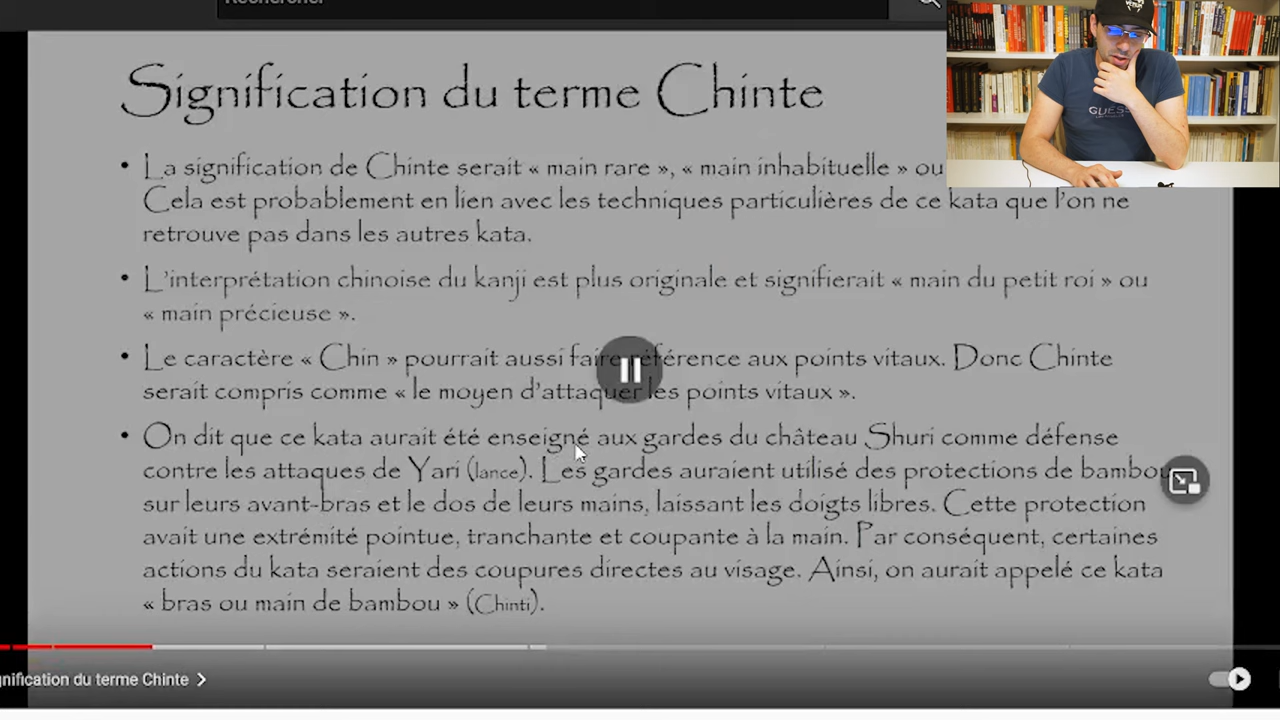 Rechercher
Signification du terme Chinte
• La signification de Chinte serait « main rare », « main inhabituelle » ou
Cela est probablement en lien avec les techniques particulières de ce kata que l'on ne
retrouve pas dans les autres kata.
• L'interprétation chinoise du kanji est plus originale et signifierait « main du petit roi » ou
« main précieuse ».
• Le caractère « Chin » pourrait aussi faire référence aux points vitaux. Donc Chinte
serait compris comme « le moyen d'attaquer les points vitaux ».
• On dit que ce kata aurait été enseigné aux gardes du château Shuri comme défense
contre les attaques de Yari (lance). Les gardes auraient utilisé des protections de bambou
sur leurs avant-bras et le dos de leurs mains, laissant les doigts libres. Cette protection
avait une extrémité pointue, tranchante et coupante à la main. Par conséquent, certaines
actions du kata seraient des coupures directes au visage. Ainsi, on aurait appelé ce kata
« bras ou main de bambou » (Chinti).
GUESS
gnification du terme Chinte